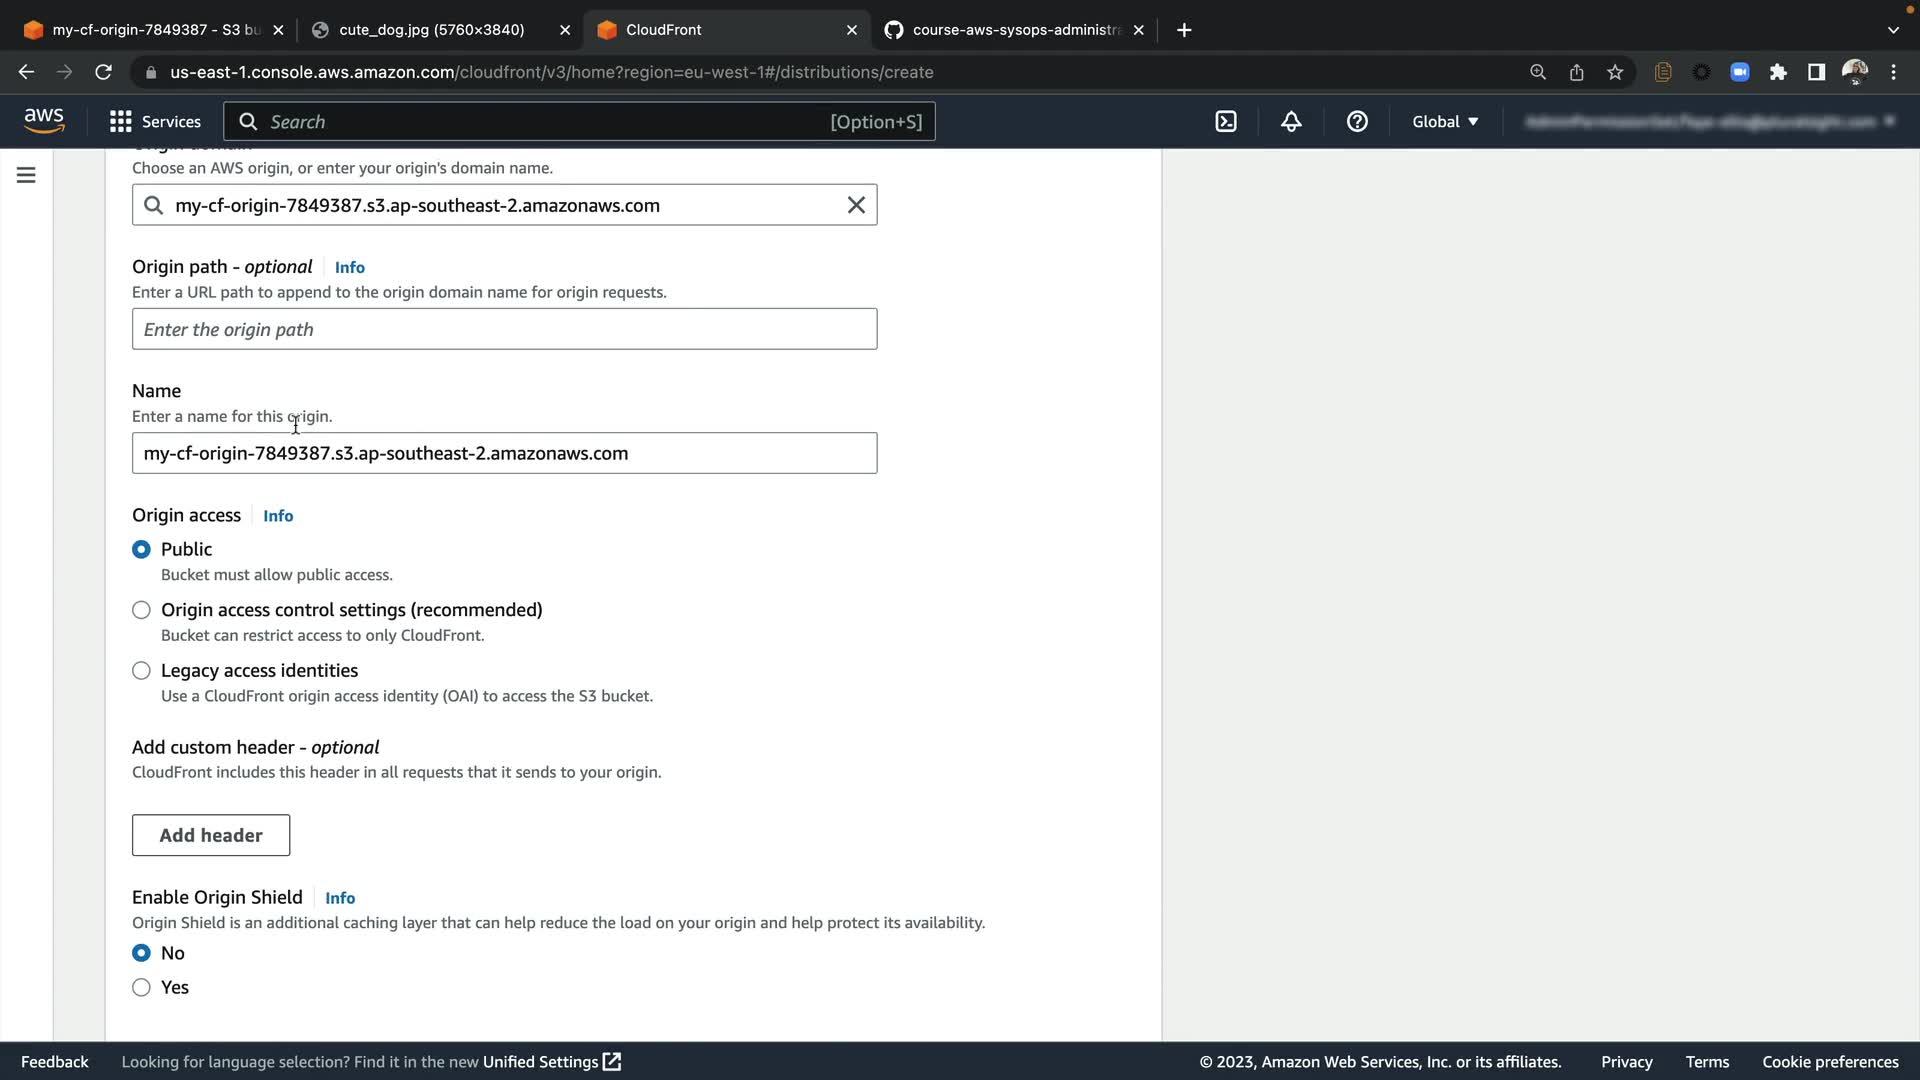 my-cf-origin-7849387 - S3 bu
cute_dog.jpg (5760×3840)
CloudFront
course-aws-sysops-administra
us-east-1.console.aws.amazon.com/cloudfront/v3/home?region=eu-west-1#/distributions/create
aws
Services
Search
[Option+S]
Global
Origin domain
Choose an AWS origin, or enter your origin's domain name.
my-cf-origin-7849387.s3.ap-southeast-2.amazonaws.com
Origin path - optional
Info
Enter a URL path to append to the origin domain name for origin requests.
Enter the origin path
Name
Enter a name for this origin.
my-cf-origin-7849387.s3.ap-southeast-2.amazonaws.com
Origin access
Info
Public
Bucket must allow public access.
Origin access control settings (recommended)
Bucket can restrict access to only CloudFront.
Legacy access identities
Use a CloudFront origin access identity (OAI) to access the S3 bucket.
Add custom header - optional
CloudFront includes this header in all requests that it sends to your origin.
Add header
Enable Origin Shield
Info
Origin Shield is an additional caching layer that can help reduce the load on your origin and help protect its availability.
No
Yes
Feedback
Looking for language selection? Find it in the new Unified Settings
© 2023, Amazon Web Services, Inc. or its affiliates.
Privacy
Terms
Cookie preferences